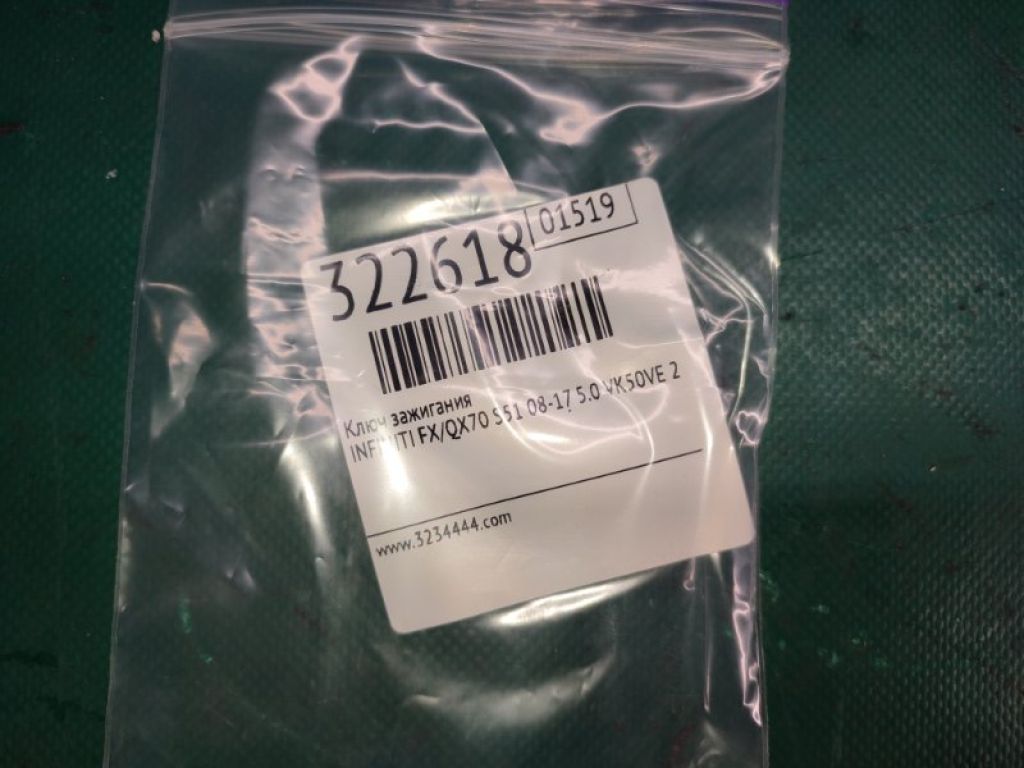 322618
01519
Ключ зажигания
INFINITI FX/QX70 S51 08-17 5.0 VK50VE 2
www.3234444.com